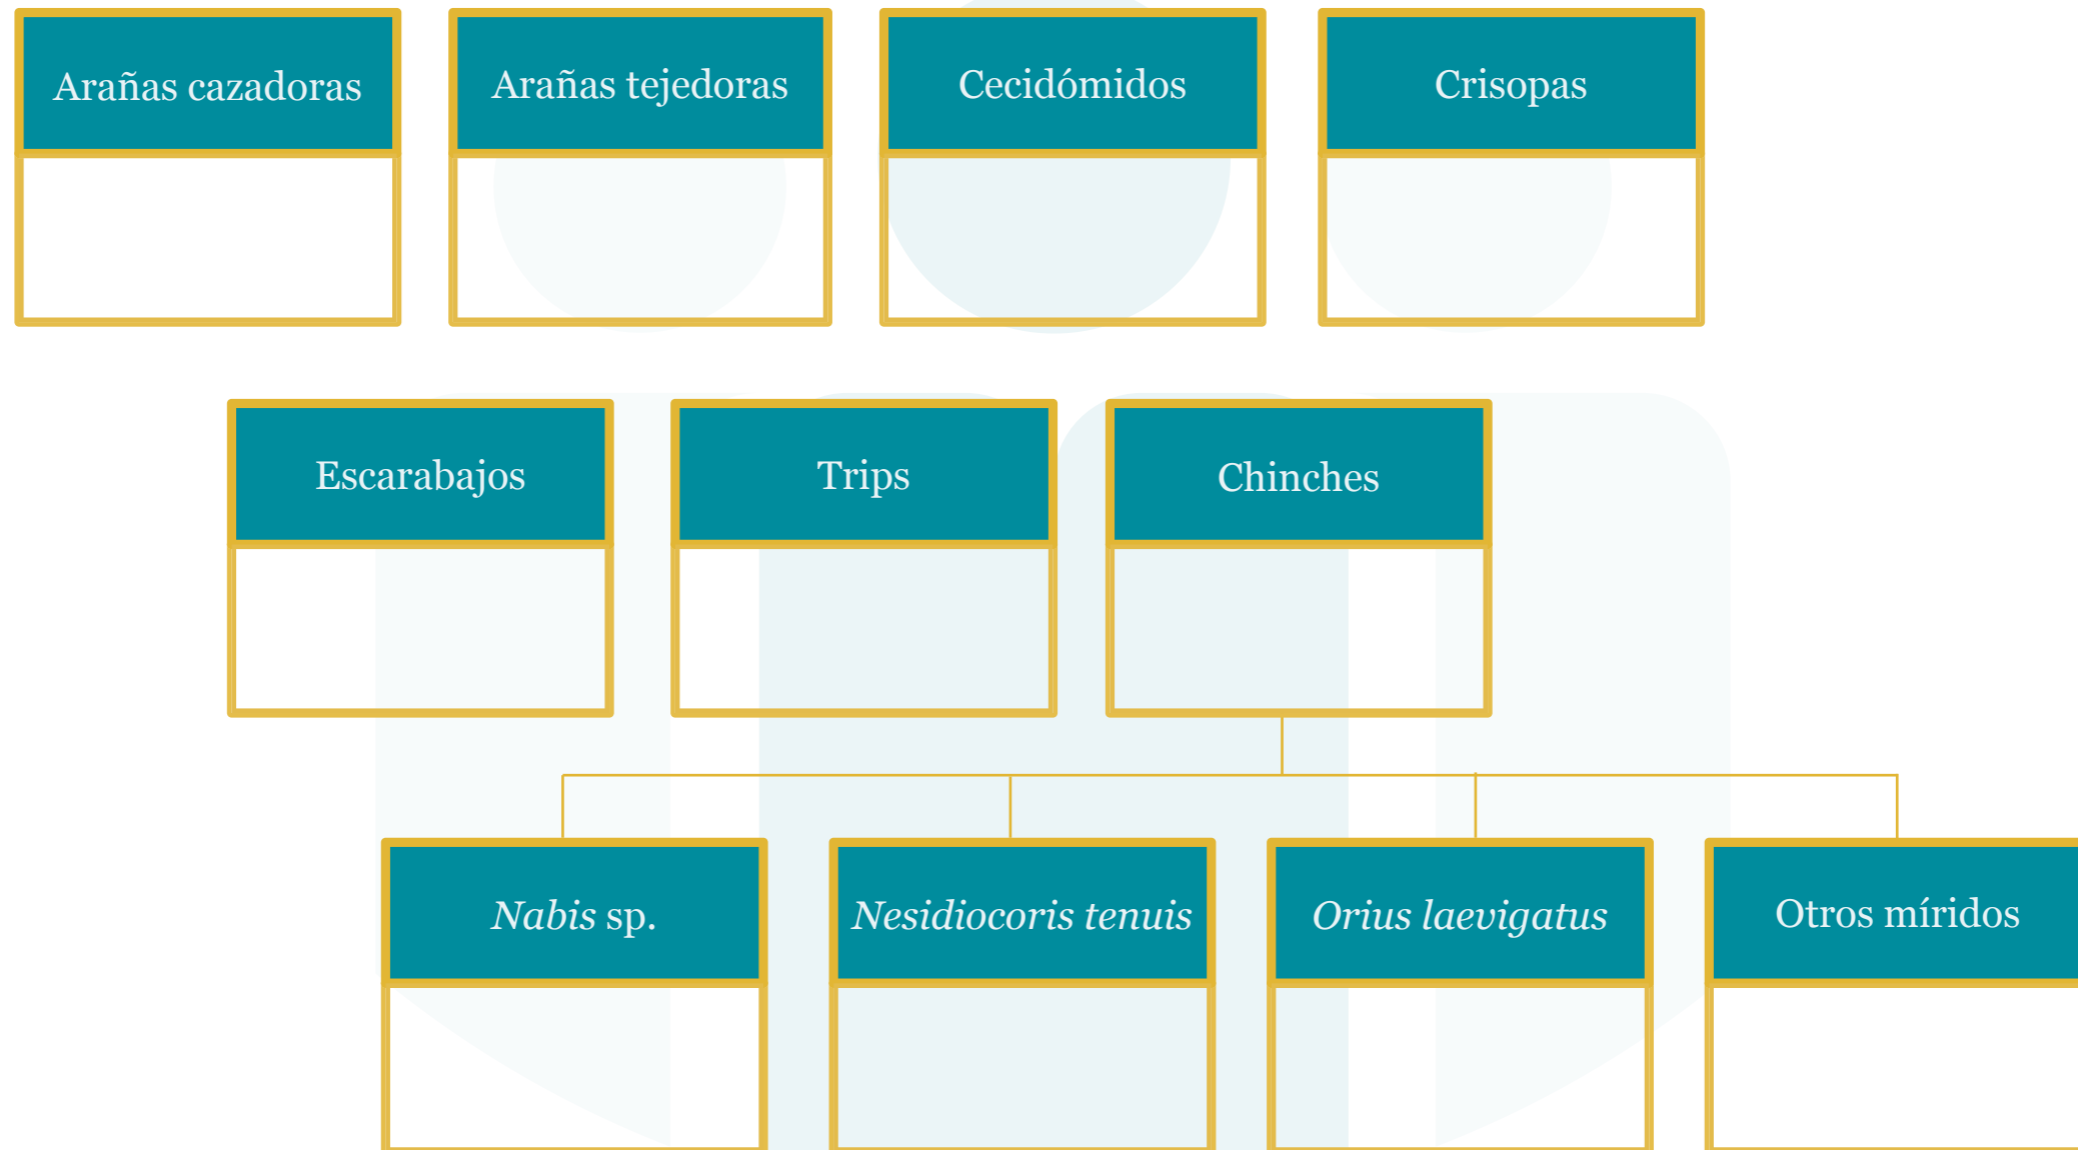 Arañas cazadoras
Arañas tejedoras
Cecidómidos
Crisopas
Escarabajos
Trips
Chinches
Nabis sp.
Nesidiocoris tenuis
Orius laevigatus
Otros míridos